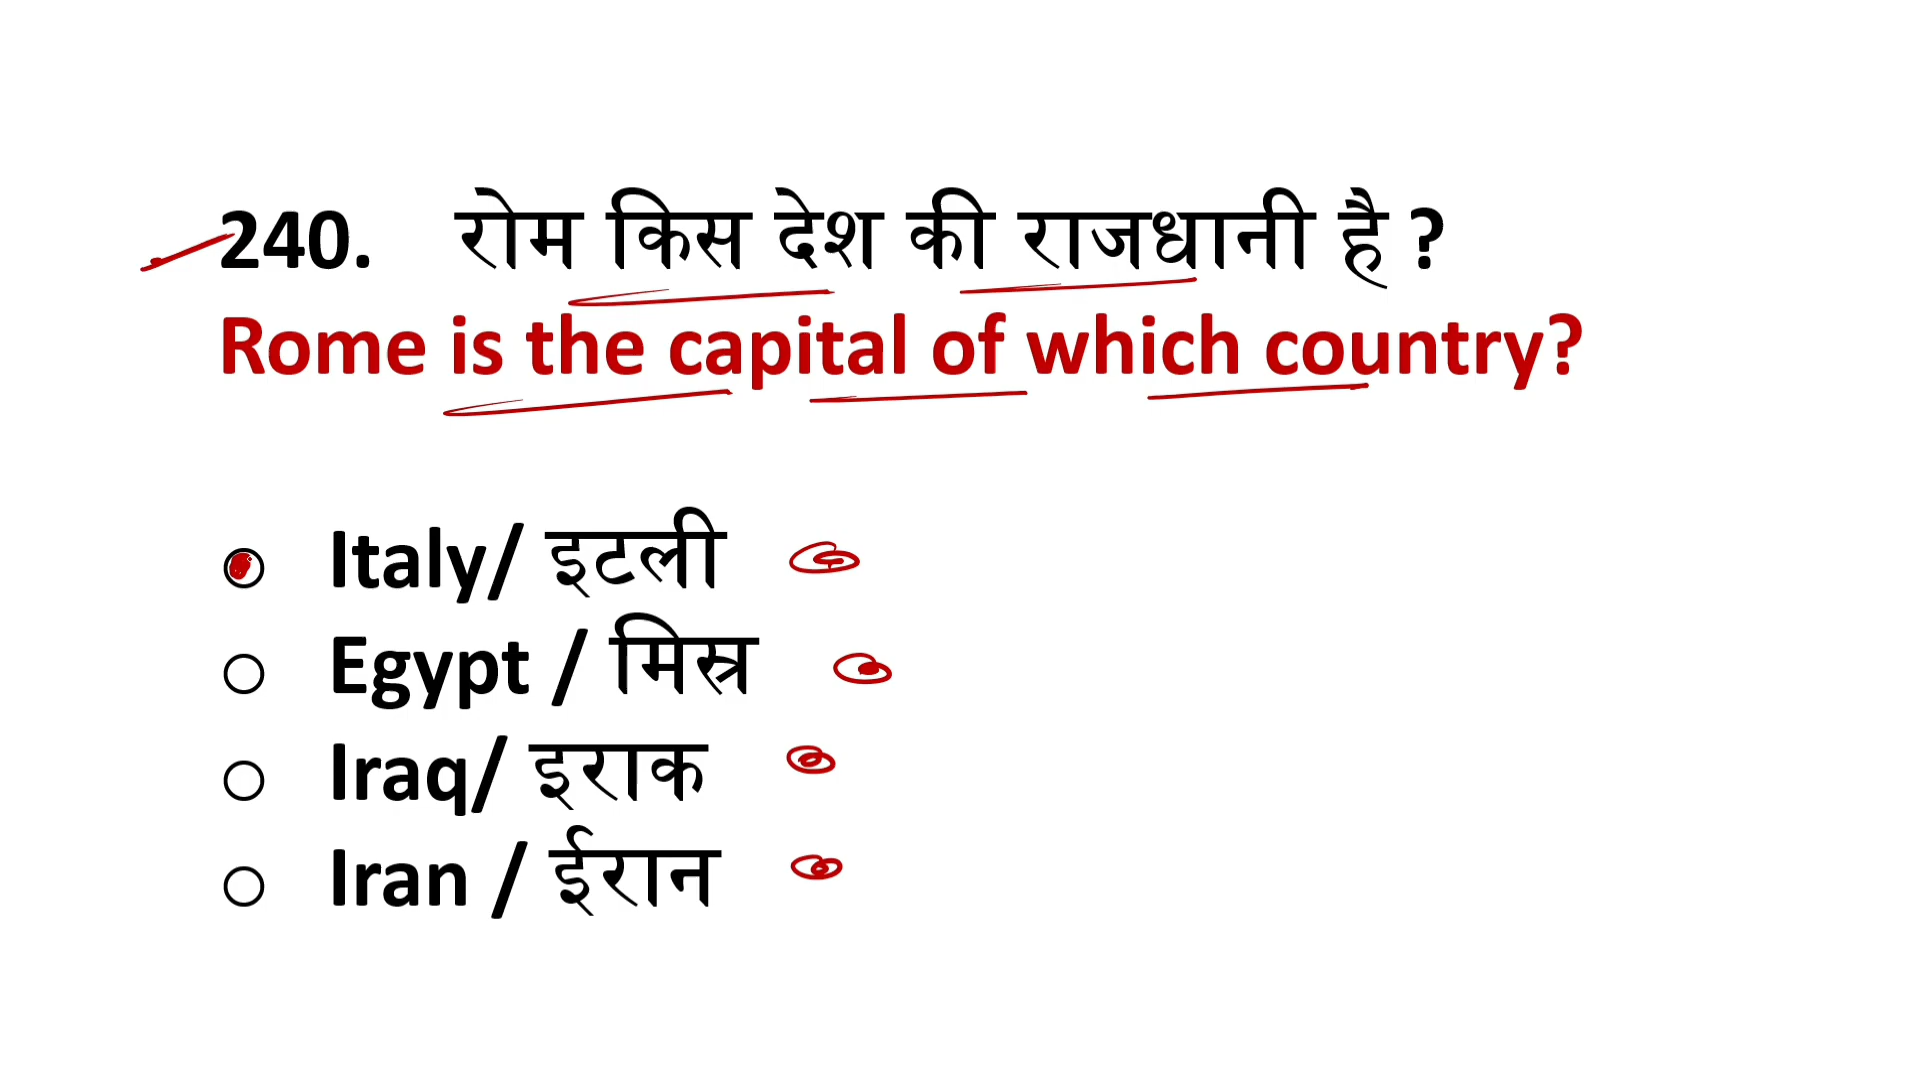 240. रोम किस देश की राजधानी है ?
Rome is the capital of which country?
Italy/ इटली
Egypt / मिस्र
Iraq/ इराक
Iran / ईरान